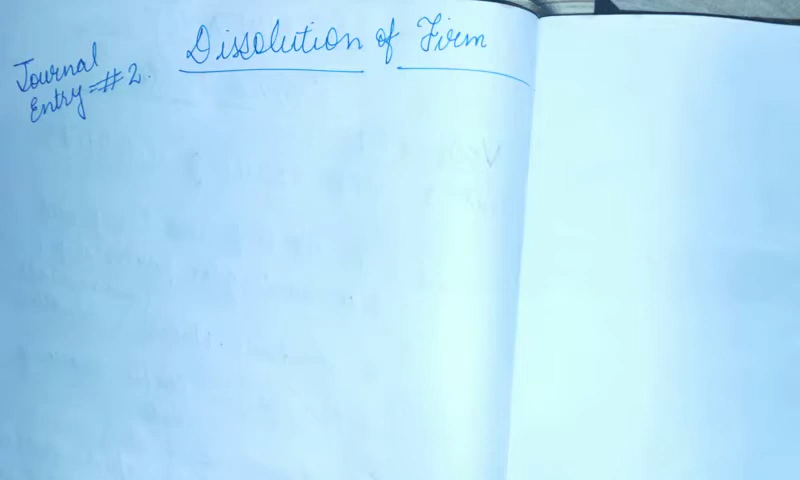 Dissolution of Firm
Journal
Entry =# 2.